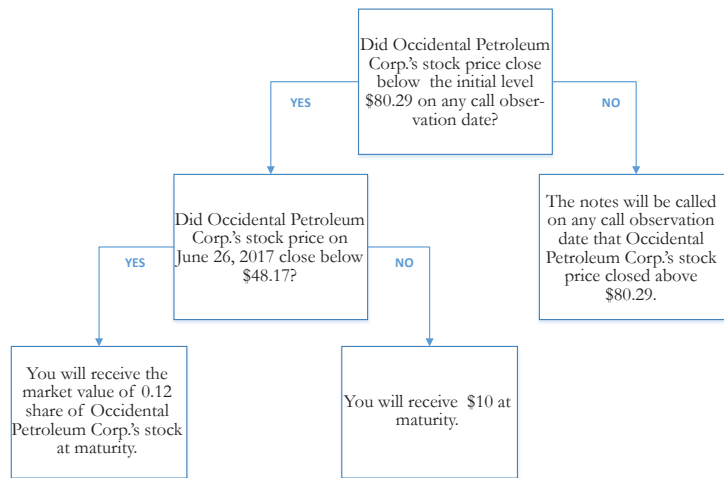 Did Occidental Petroleum
Corp.'s stock price close
below the initial level
$80.29 on any call obser-
vation date?
YES
NO
Did Occidental Petroleum
Corp.'s stock price on
June 26, 2017 close below
$48.17?
The notes will be called
on any call observation
date that Occidental
Petroleum Corp.'s stock
price closed above
$80.29.
YES
NO
You will receive the
market value of 0.12
share of Occidental
Petroleum Corp.'s stock
at maturity.
You will receive $10 at
maturity.